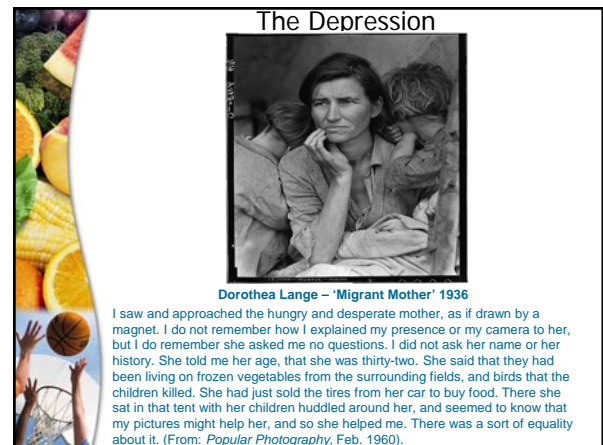 The Depression
Dorothea Lange – 'Migrant Mother' 1936
I saw and approached the hungry and desperate mother, as if drawn by a
magnet. I do not remember how I explained my presence or my camera to her,
but I do remember she asked me no questions. I did not ask her name or her
history. She told me her age, that she was thirty-two. She said that they had
been living on frozen vegetables from the surrounding fields, and birds that the
children killed. She had just sold the tires from her car to buy food. There she
sat in that tent with her children huddled around her, and seemed to know that
my pictures might help her, and so she helped me. There was a sort of equality
about it. (From: Popular Photography, Feb. 1960).